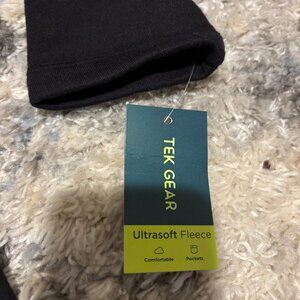 TEK GEAR
Ultrasoft Fleece
Comfortable Pockets